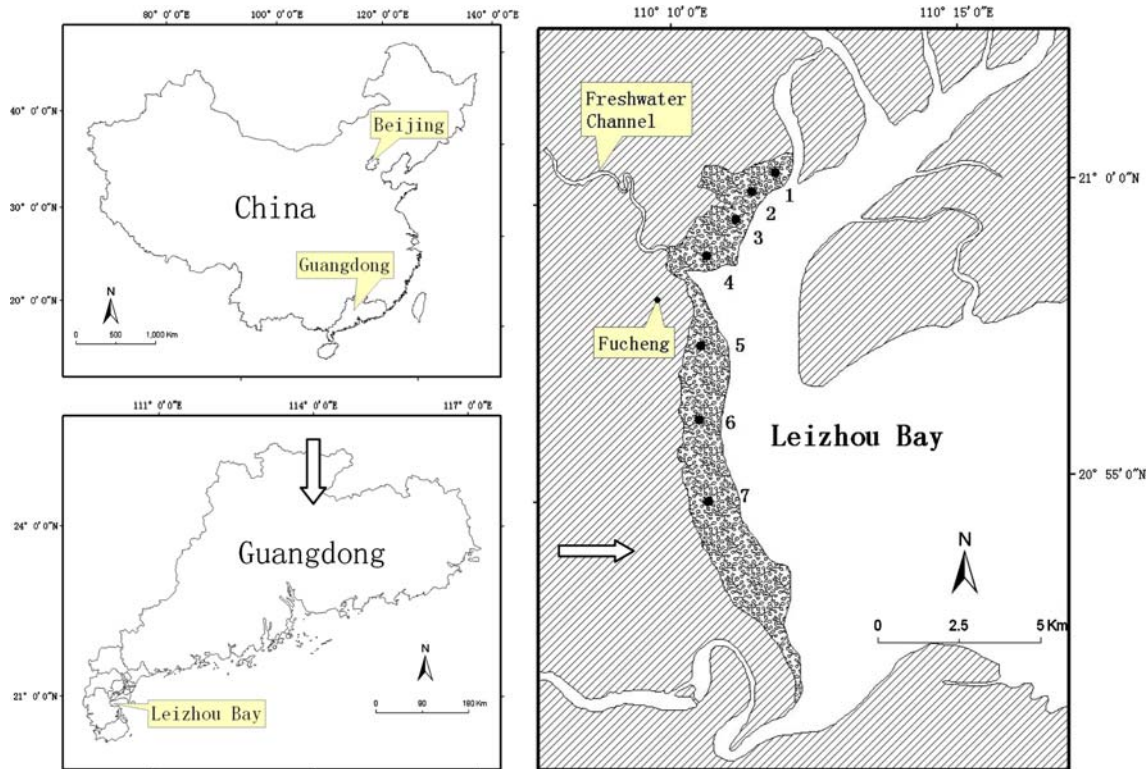 80° 0′0″E
100° 0′0″E
120° 0′0″E
140° 0′0″E
40° 0′0″N
30° 0′0″N
20° 0′0″N
Beijing
China
Guangdong
N
0 500 1,000 Km
111° 0′0″E
114° 0′0″E
117° 0′0″E
24° 0′0″N
21° 0′0″N
Guangdong
N
0 90 180 Km
Leizhou Bay
110° 10′0″E
110° 15′0″E
Freshwater
Channel
21° 0′0″N
1
2
3
4
Fucheng
5
6
Leizhou Bay
20° 55′0″N
7
N
0 2.5 5 Km